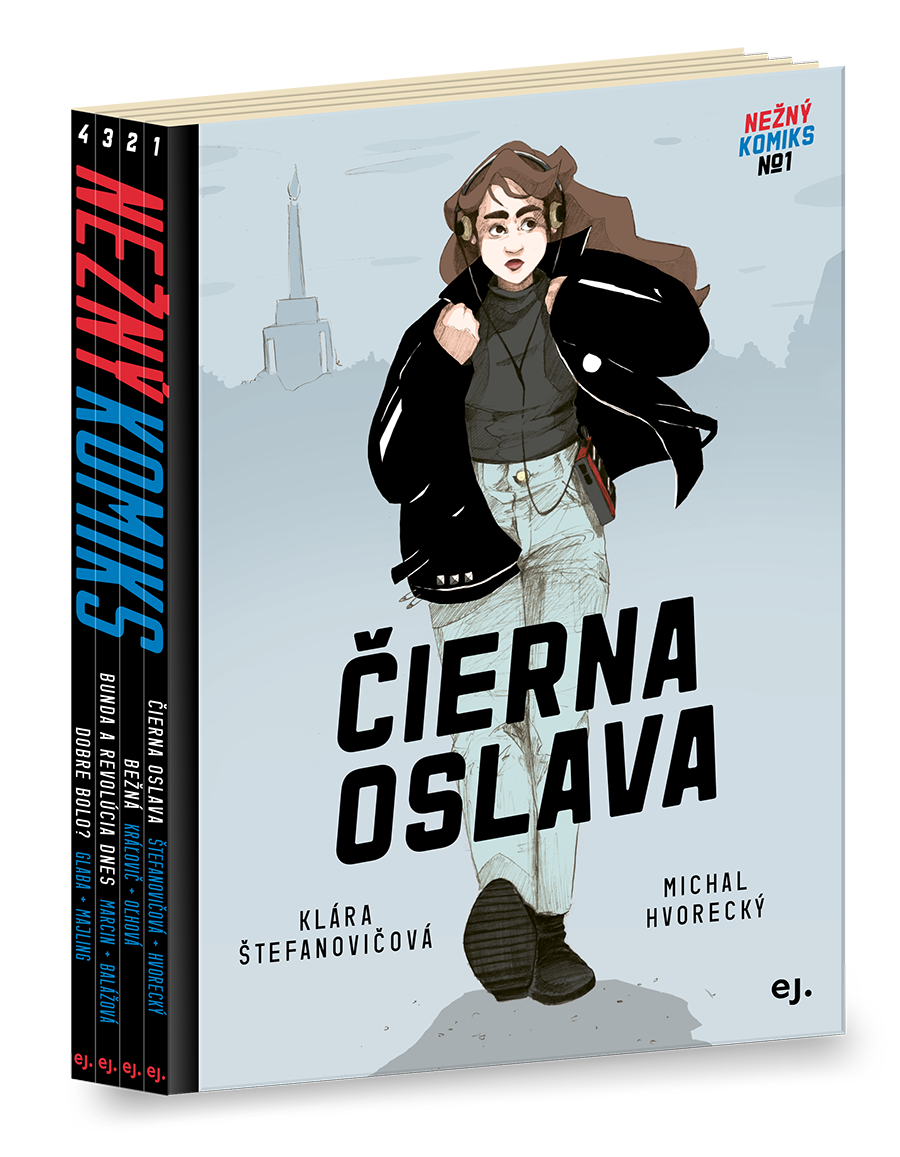 NEŽNÝ
KOMIKS
№1
ČIERNA
OSLAVA
KLÁRA
ŠTEFANOVIČOVÁ
MICHAL
HVORECKÝ
ej.
4 3 2 1
NEŽNÝ KOMIKS
ČIERNA OSLAVA ŠTEFANOVIČOVÁ + HVORECKÝ
BEŽNÁ KRÁĽOVIČ + OĽHOVÁ
BUNDA A REVOLÚCIA DNES MARCIN + BALÁŽOVÁ
DOBRE BOLO? GLABA + MAJLING
ej. ej. ej. ej.